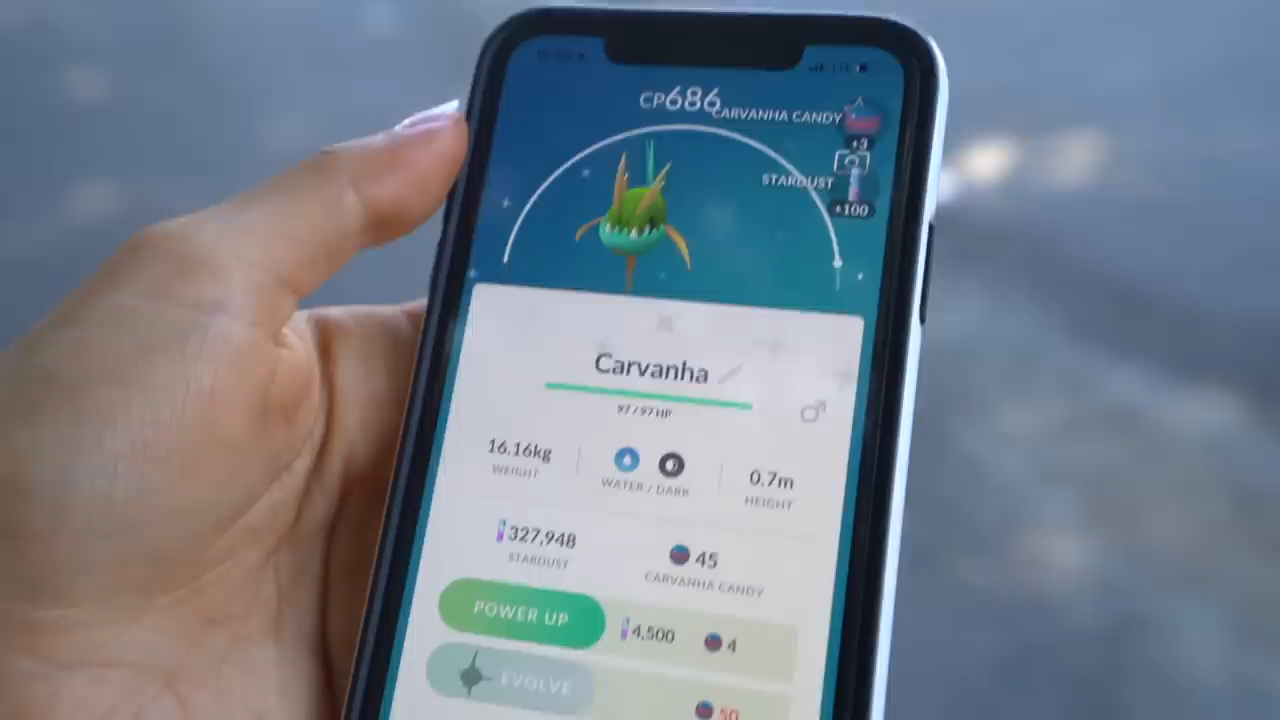 CP686
CARVANHA CANDY
+3
STARDUST
+100
Carvanha
97 / 97 HP
16.16kg
WEIGHT
WATER / DARK
0.7m
HEIGHT
327,948
STARDUST
45
CARVANHA CANDY
POWER UP
4,500
4
EVOLVE
50